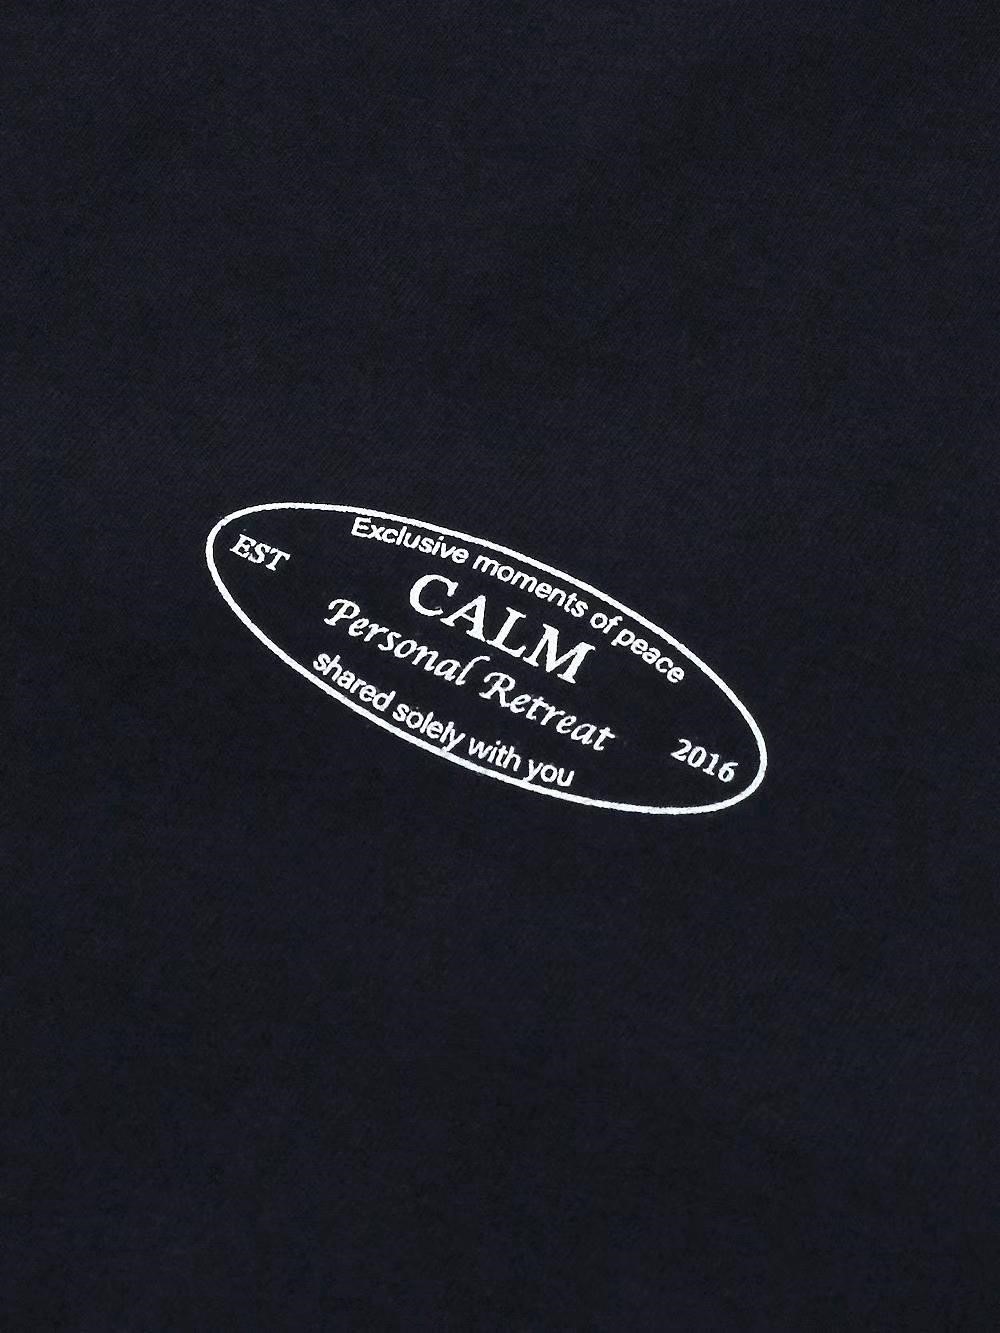 Exclusive moments of peace
EST
CALM
Personal Retreat
2016
shared solely with you